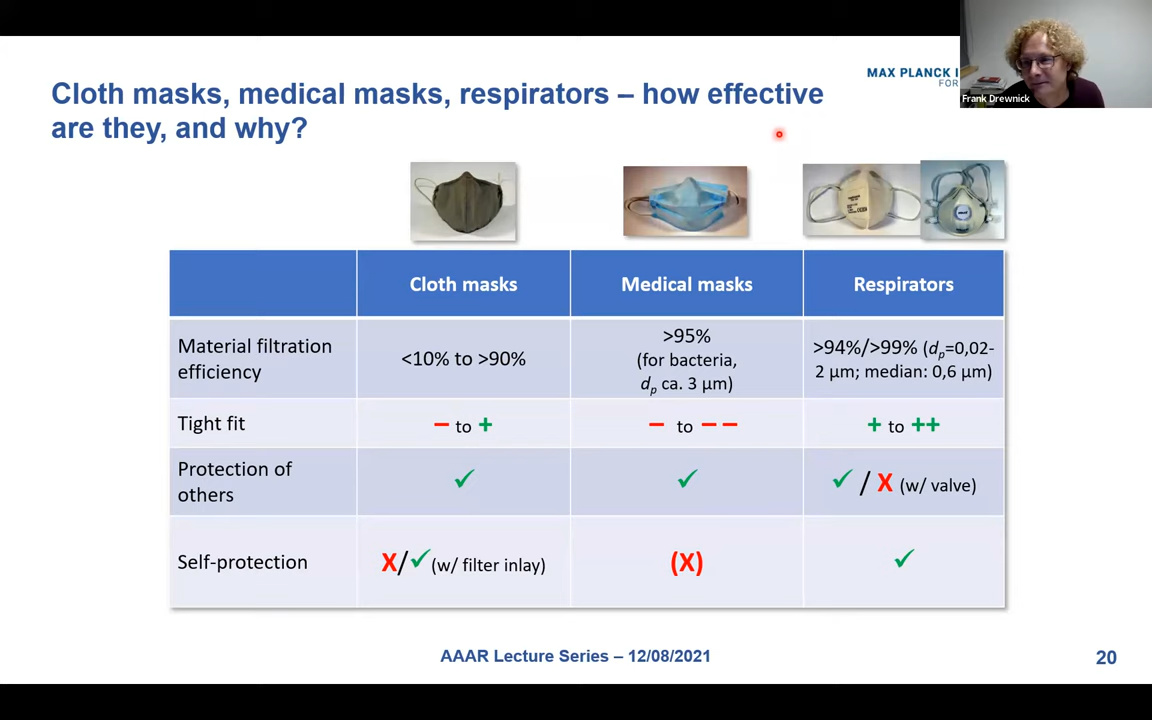 MAX PLANCK I
FOR
Frank Drewnick
Cloth masks, medical masks, respirators – how effective
are they, and why?
Cloth masks
Medical masks
Respirators
Material filtration
efficiency
<10% to >90%
>95%
(for bacteria,
dp ca. 3 µm)
>94%/>99% (dp=0,02-
2 µm; median: 0,6 µm)
Tight fit
– to +
– to – –
+ to ++
Protection of
others
✓
✓
✓ / X (w/ valve)
Self-protection
X/✓(w/ filter inlay)
(X)
✓
AAAR Lecture Series – 12/08/2021
20